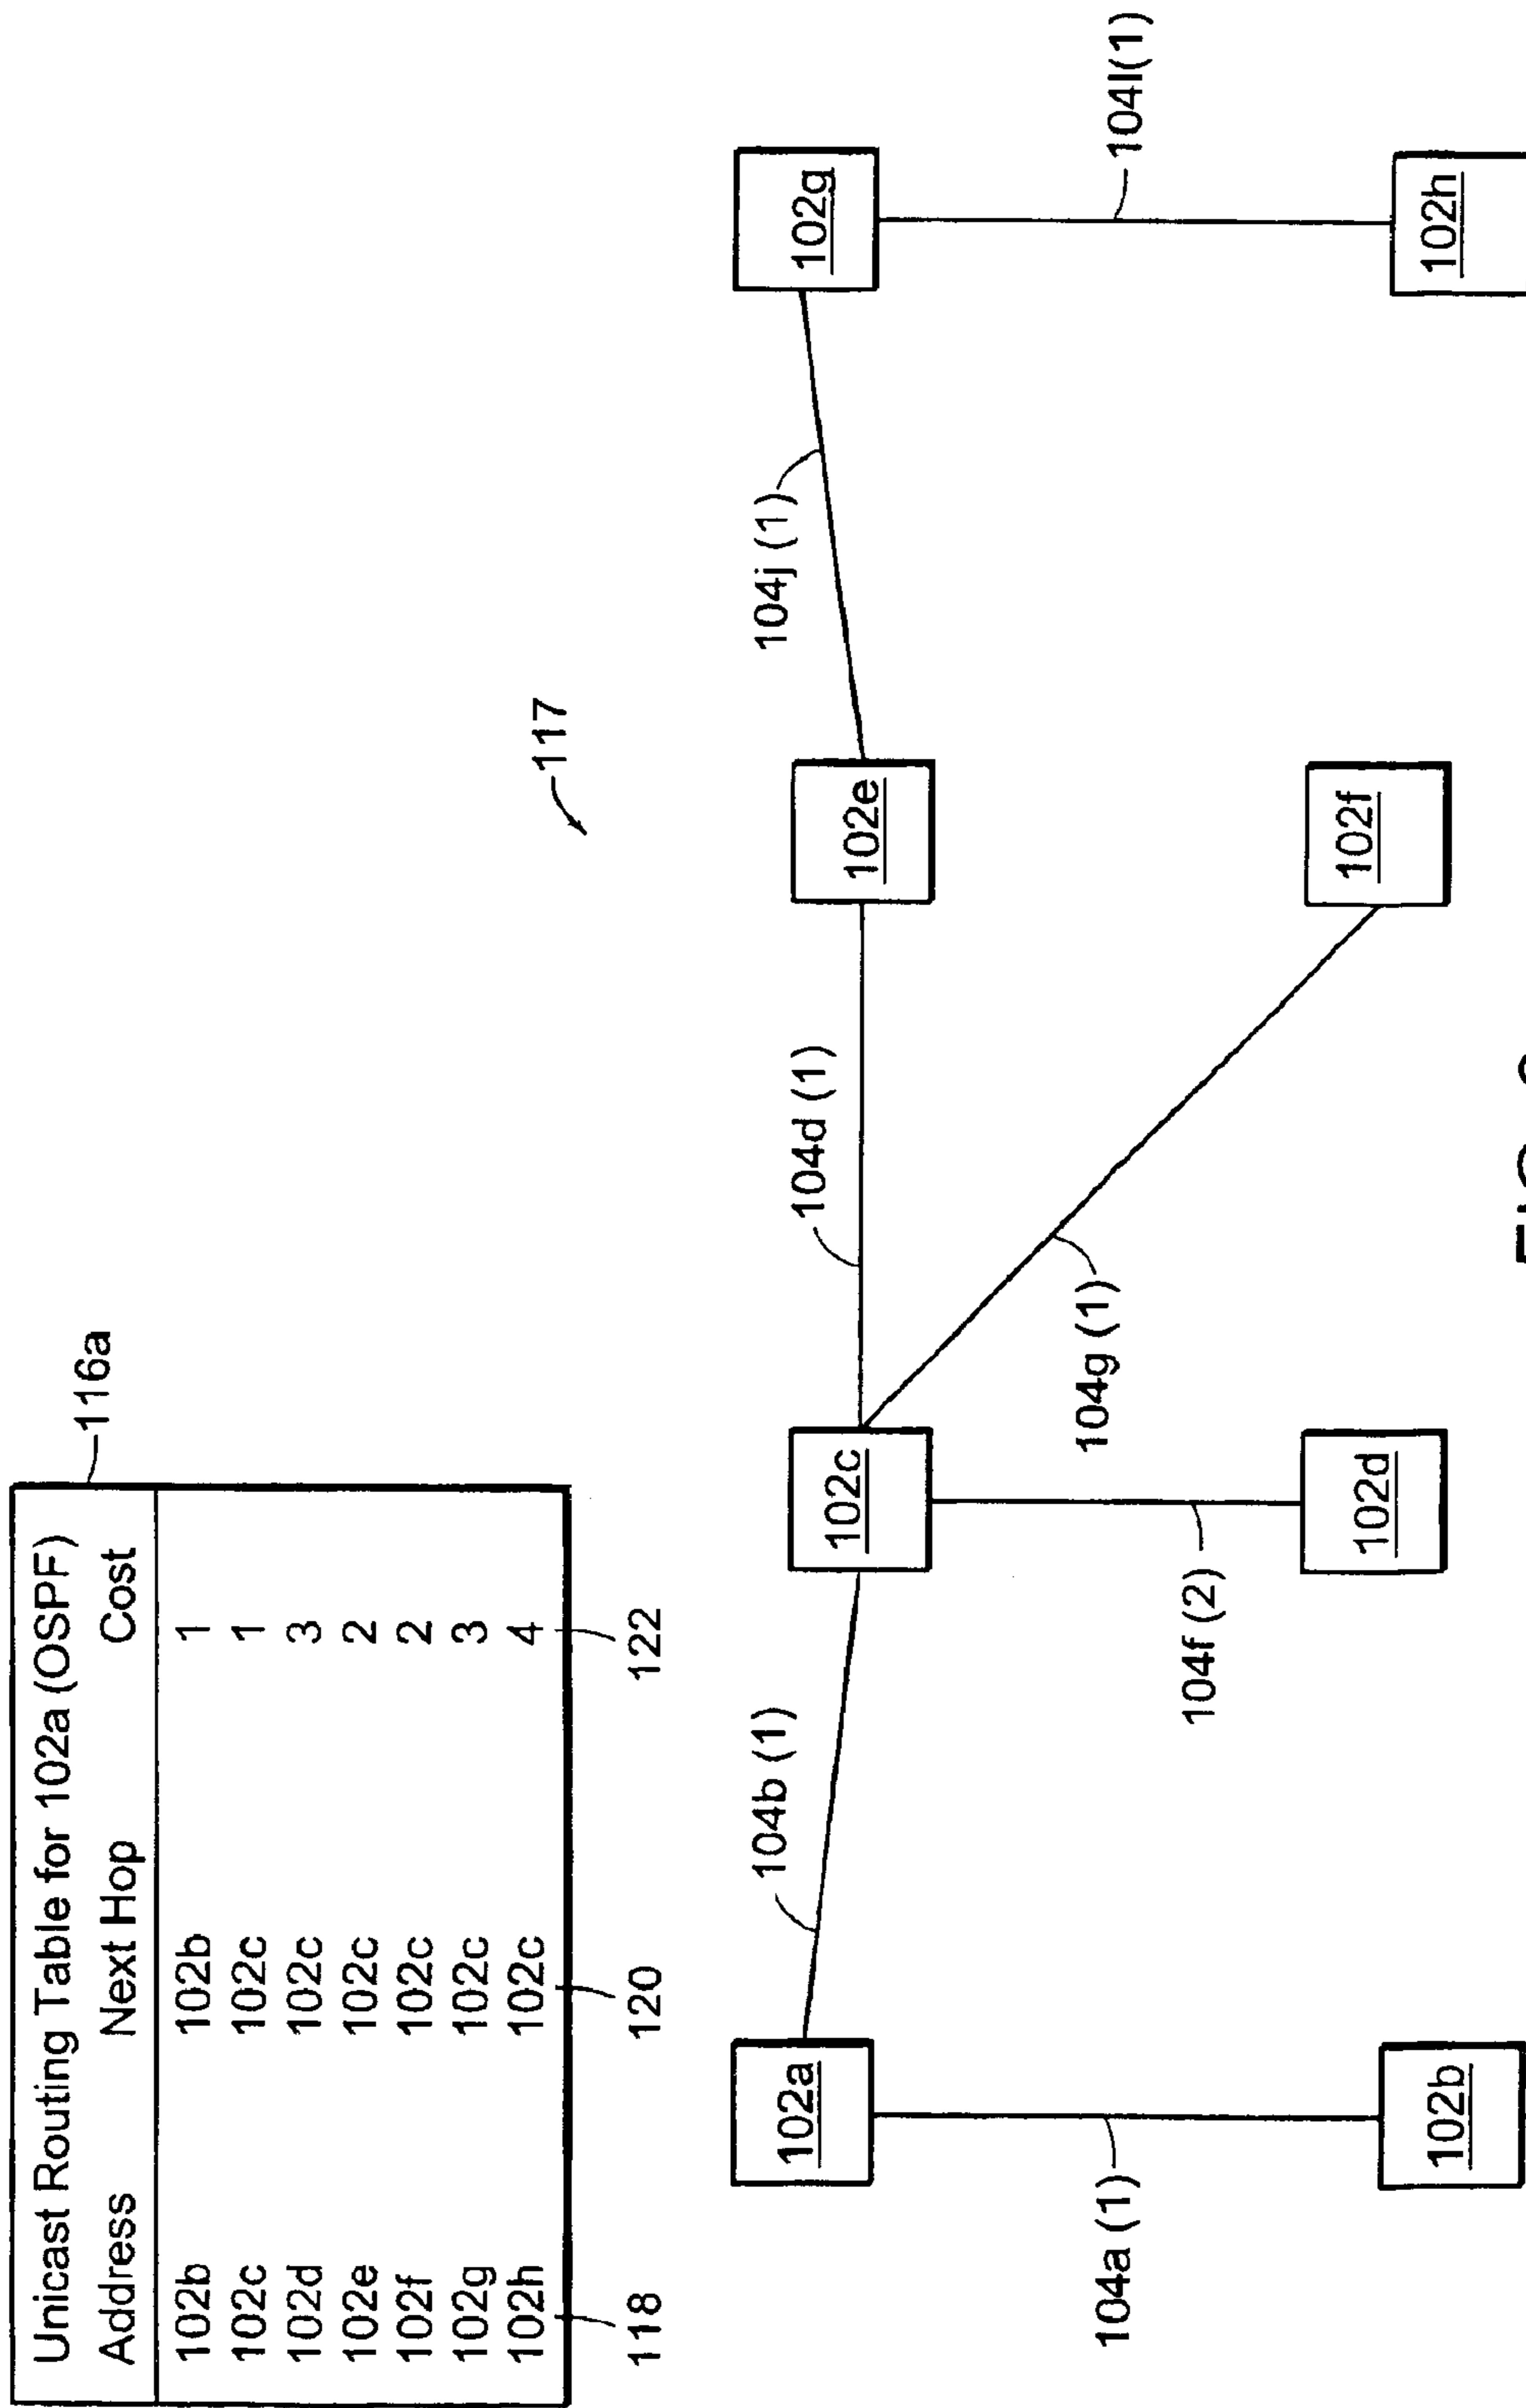 Unicast Routing Table for 102a (OSPF)
Address Next Hop Cost
102b 102b 1
102c 102c 1
102d 102c 3
102e 102c 2
102f 102c 2
102g 102c 3
102h 102c 4
118 120 122
116a
117
102a
104b (1)
102c
104d (1)
102e
104j (1)
102g
104a (1)
104f (2)
104g (1)
104l(1)
102b
102d
102f
102h